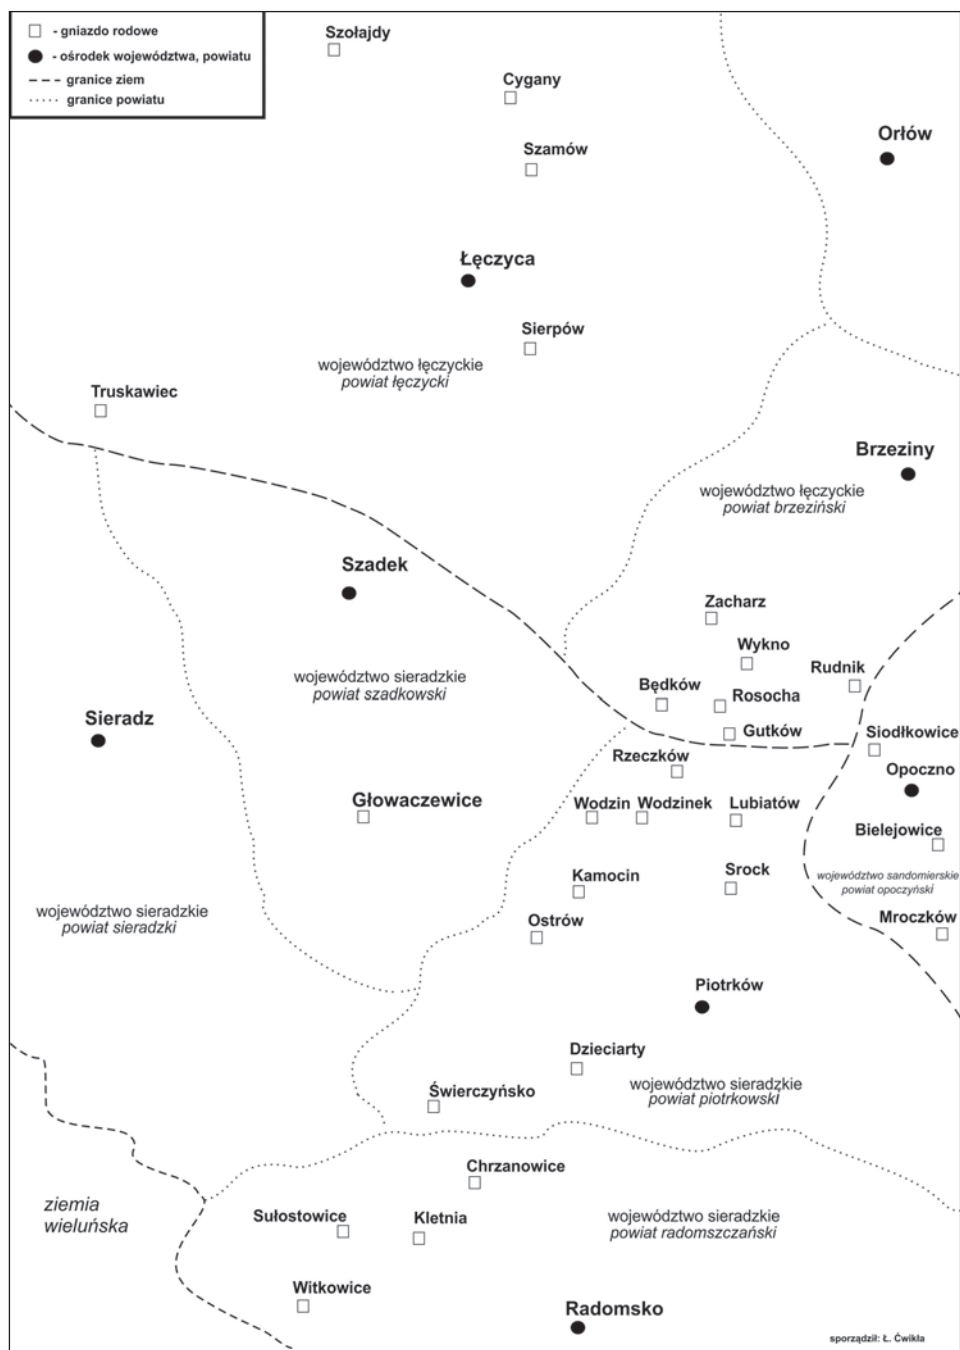 - gniazdo rodowe
- ośrodek województwa, powiatu
granice ziem
granice powiatu
Szołajdy
Cygany
Orłów
Szamów
Łęczyca
Sierpów
województwo łęczyckie
powiat łęczycki
Truskawiec
Brzeziny
województwo łęczyckie
powiat brzeziński
Szadek
Zacharz
Wykno
Rudnik
województwo sieradzkie
powiat szadkowski
Będków
Rosocha
Sieradz
Gutków
Siodłkowice
Rzeczków
Opoczno
Głowaczewice
Wodzin
Wodzinek
Lubiatów
Bielejowice
Srock
Kamocin
województwo sandomierskie
powiat opoczyński
województwo sieradzkie
powiat sieradzki
Ostrów
Mroczków
Piotrków
Dzieciarty
województwo sieradzkie
powiat piotrkowski
Świerczyńsko
Chrzanowice
ziemia
wieluńska
Sułostowice
Kletnia
województwo sieradzkie
powiat radomszczański
Witkowice
Radomsko
sporządził: Ł. Ćwikła